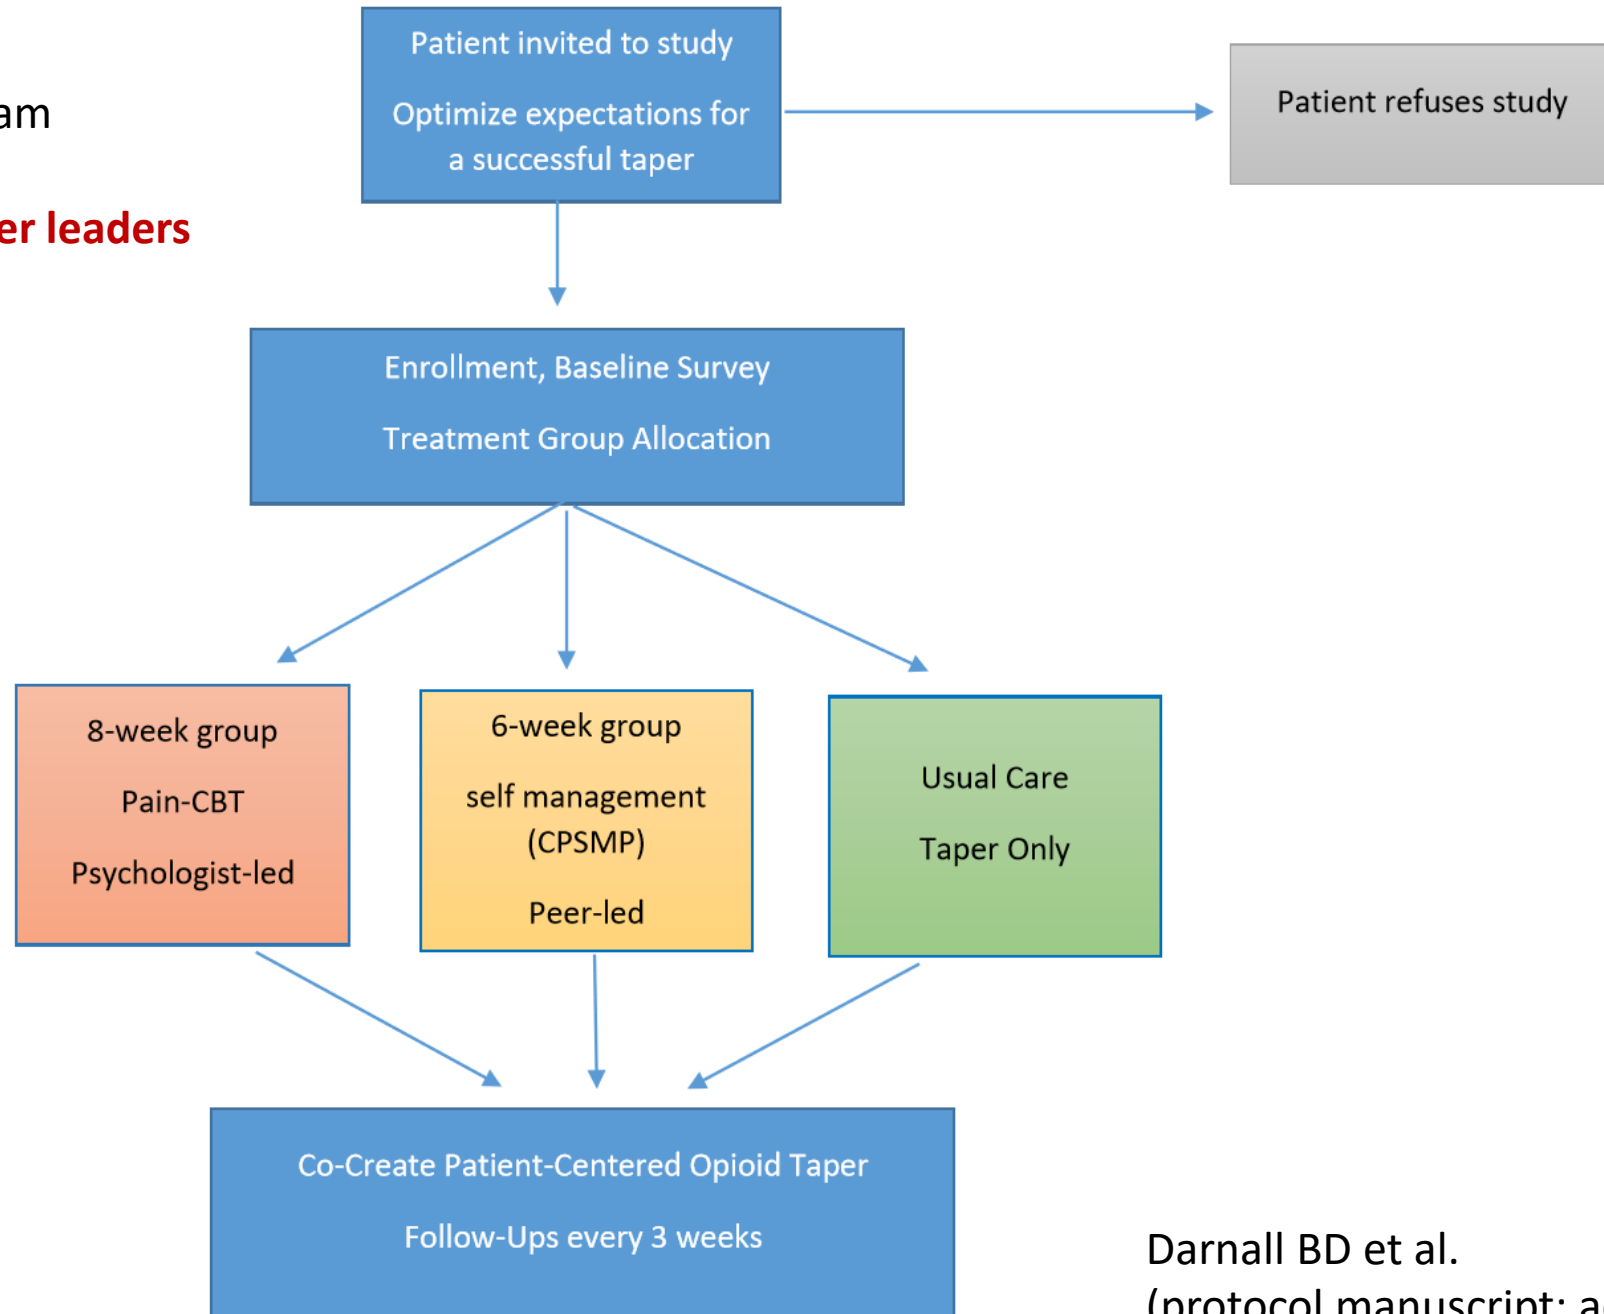 Patient invited to study
Optimize expectations for
a successful taper
Patient refuses study
leaders
Enrollment, Baseline Survey
Treatment Group Allocation
8-week group
Pain-CBT
Psychologist-led
6-week group
self management
(CPSMP)
Peer-led
Usual Care
Taper Only
Co-Create Patient-Centered Opioid Taper
Follow-Ups every 3 weeks
Darnall BD et al.
(protocol manuscript;